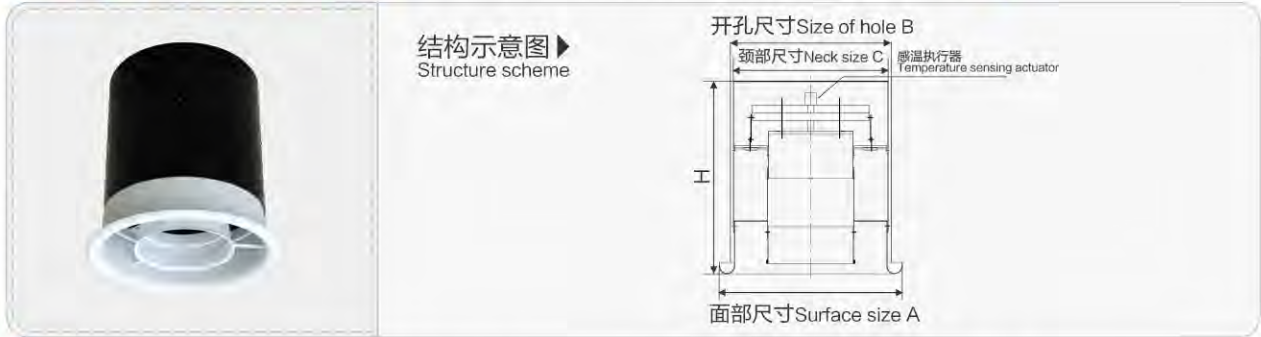 结构示意图
Structure scheme
开孔尺寸Size of hole B
颈部尺寸Neck size C
感温执行器
Temperature sensing actuator
H
面部尺寸Surface size A